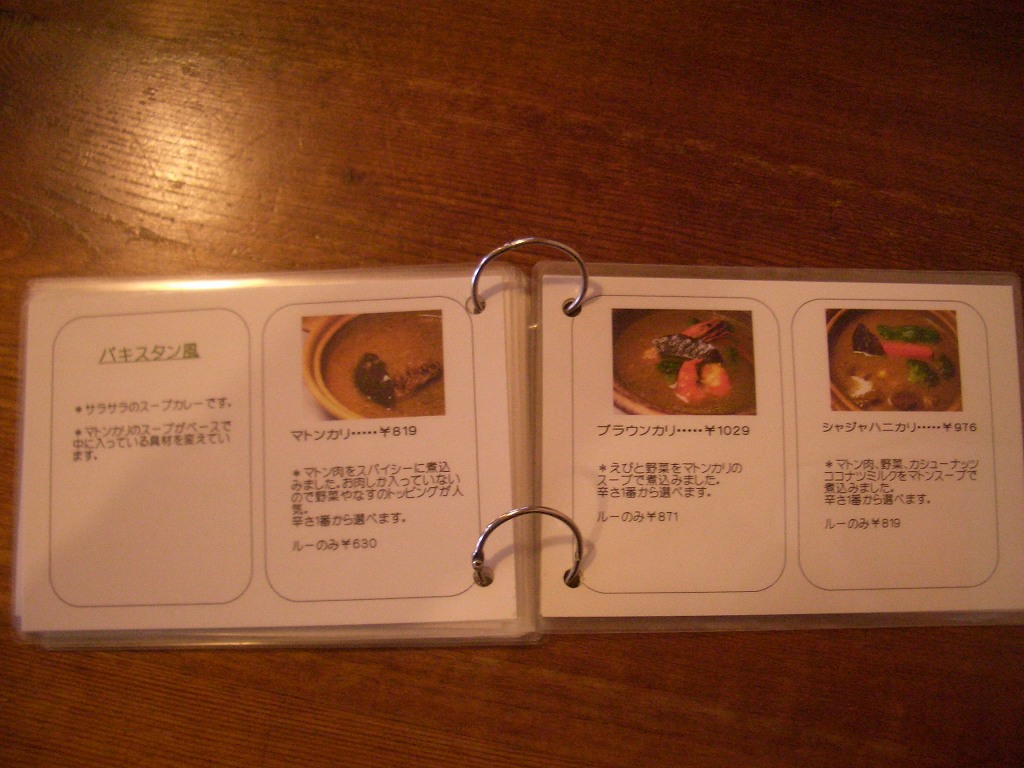 パキスタン風
＊サラサラのスープカレーです。
＊マトンカリのスープがベースで
中に入っている具材を変えてい
ます。
マトンカリ・・・・・￥819
＊マトン肉をスパイシーに煮込
みました。お肉しか入っていない
ので野菜やなすのトッピングが人
気。
辛さ1番から選べます。
ルーのみ￥630
ブラウンカリ・・・・・￥1029
＊えびと野菜をマトンカリの
スープで煮込みました。
辛さ1番から選べます。
ルーのみ￥871
シャジャハニカリ・・・・・￥976
＊マトン肉、野菜、カシューナッツ
ココナツミルクをマトンスープで
煮込みました。
辛さ1番から選べます。
ルーのみ￥819